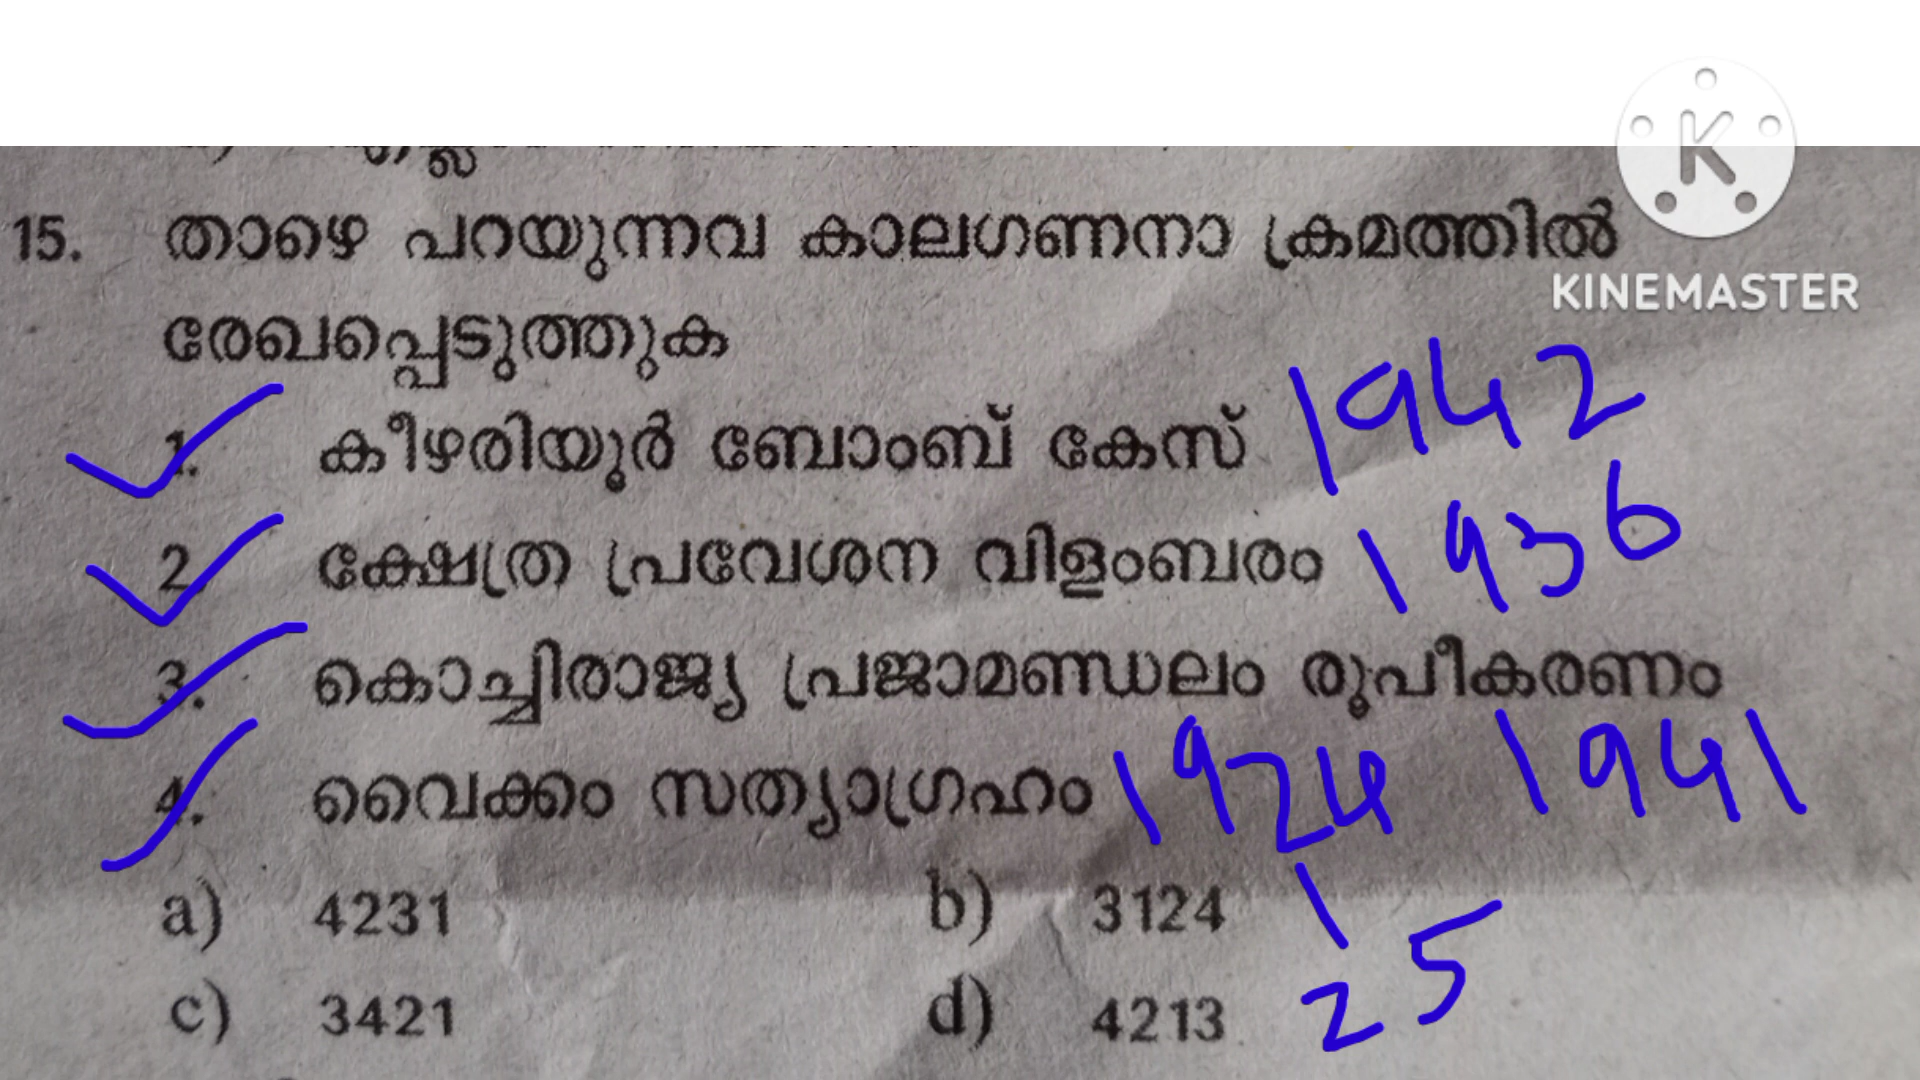 KINEMASTER
15. താഴെ പറയുന്നവ കാലഗണനാ ക്രമത്തിൽ
രേഖപ്പെടുത്തുക
1. കീഴരിയൂർ ബോംബ് കേസ് 1942
2. ക്ഷേത്ര പ്രവേശന വിളംബരം 1936
3. കൊച്ചിരാജ്യ പ്രജാമണ്ഡലം രൂപീകരണം
1941
4. വൈക്കം സത്യാഗ്രഹം 1924
a) 4231 b) 3124
c) 3421 d) 4213
25